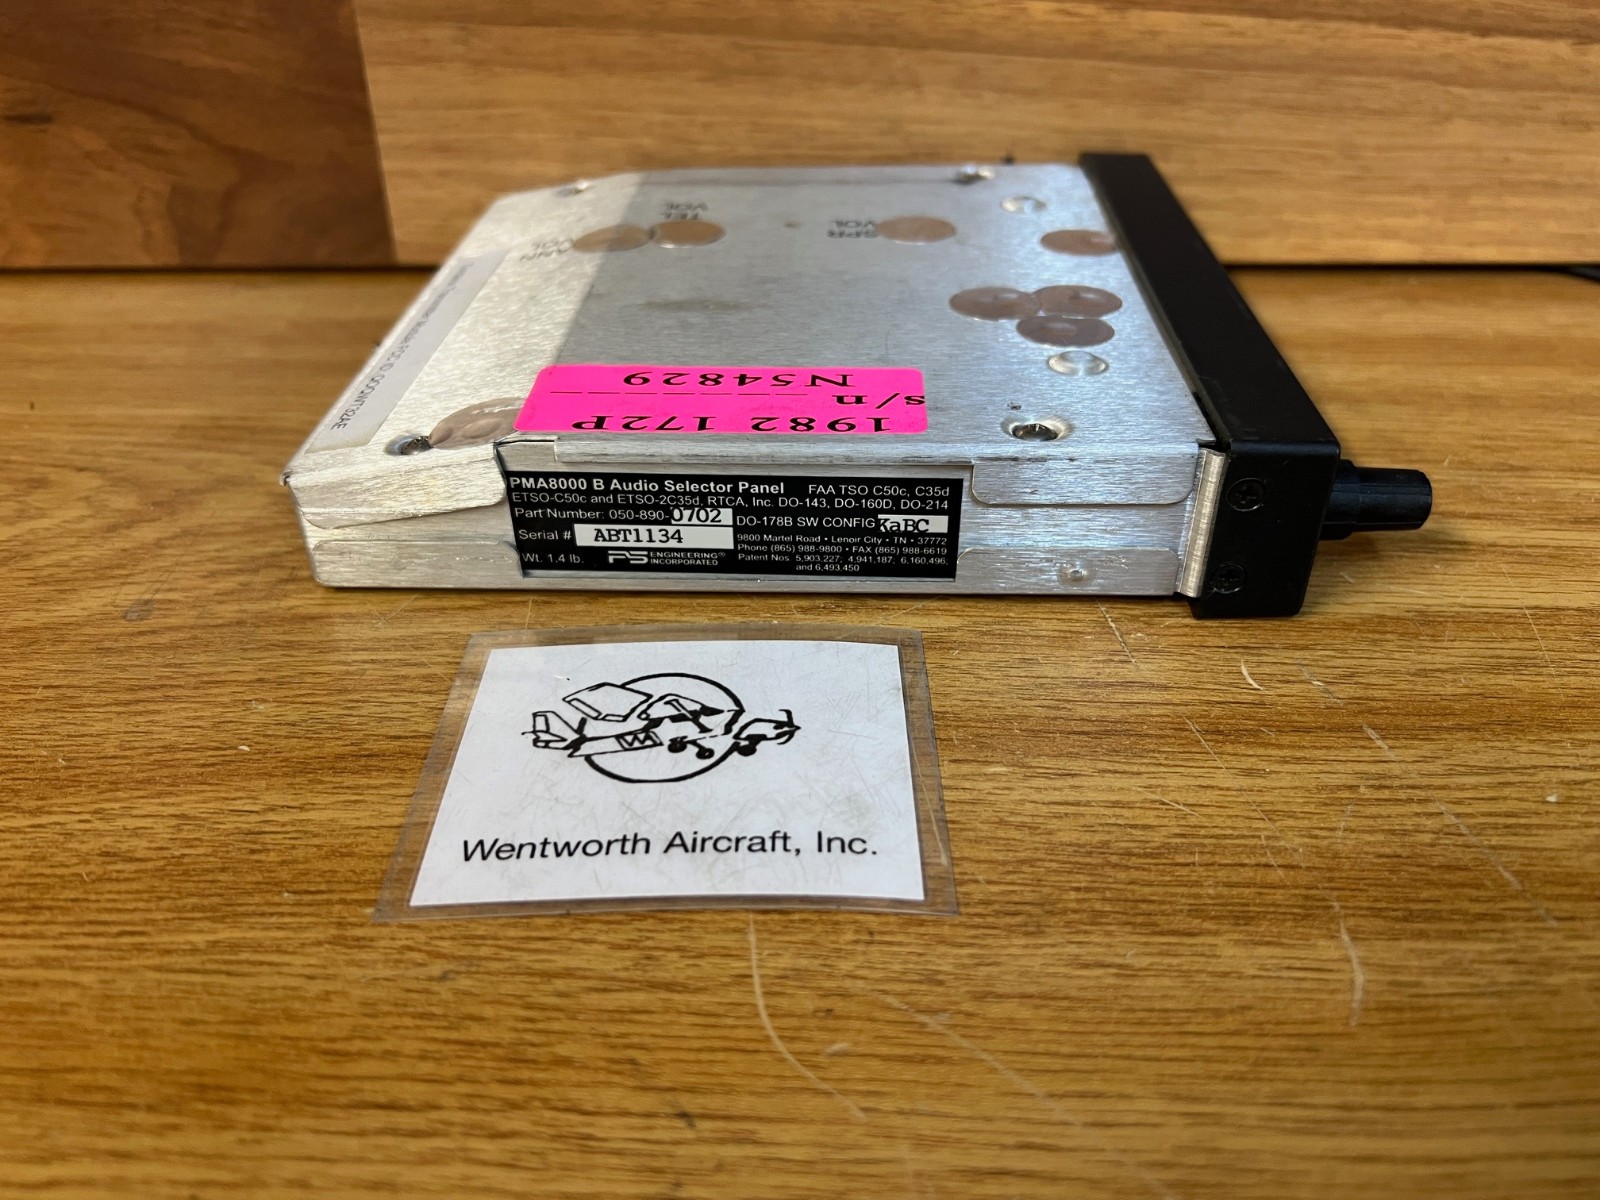 TEL
VOL
ANN
VOL
SPR
VOL
1982 172P
s/n _ _ _ _ _ _ _
N54829
PMA8000 B Audio Selector Panel FAA TSO C50c, C35d
ETSO-C50c and ETSO-2C35d, RTCA, Inc. DO-143, DO-160D, DO-214
Part Number: 050-890-0702 DO-178B SW CONFIG
Serial # ABT1134
9800 Martel Road • Lenoir City • TN • 37772
Phone (865) 988-9800 • FAX (865) 988-6619
Wt. 1.4 lb. PS ENGINEERING® INCORPORATED
Patent Nos. 5,903,227; 4,941,187; 6,160,496;
and 6,493,450
WA
Wentworth Aircraft, Inc.